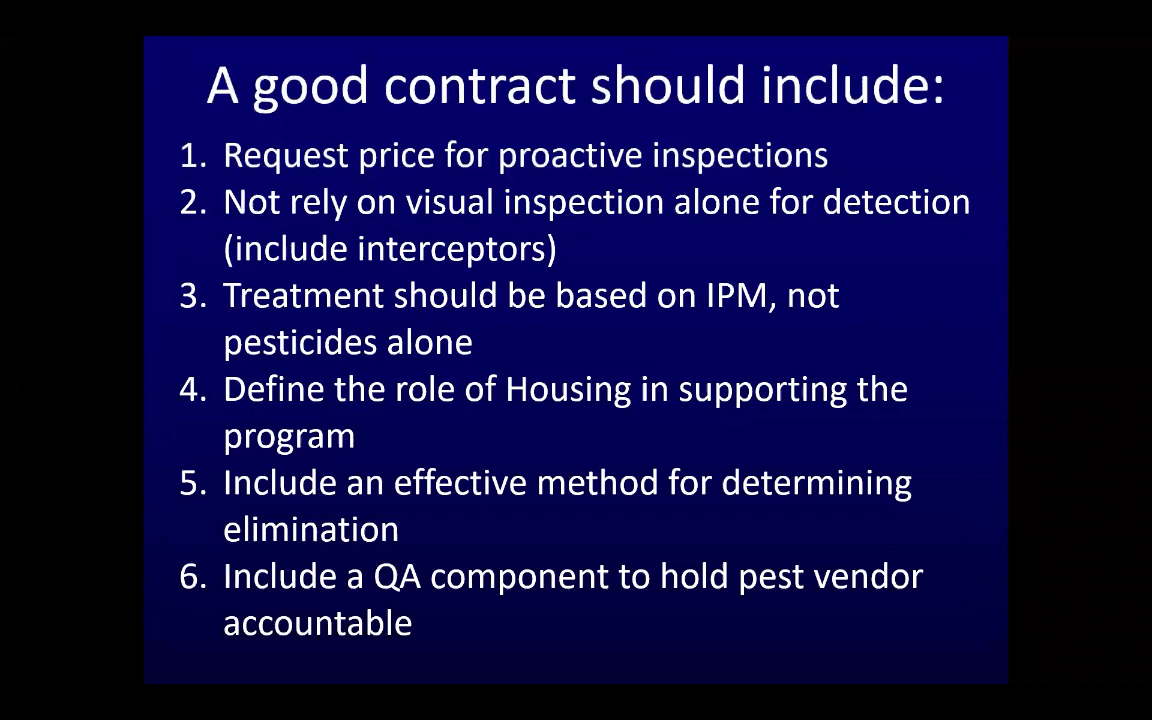 A good contract should include:
1. Request price for proactive inspections
2. Not rely on visual inspection alone for detection
(include interceptors)
3. Treatment should be based on IPM, not
pesticides alone
4. Define the role of Housing in supporting the
program
5. Include an effective method for determining
elimination
6. Include a QA component to hold pest vendor
accountable